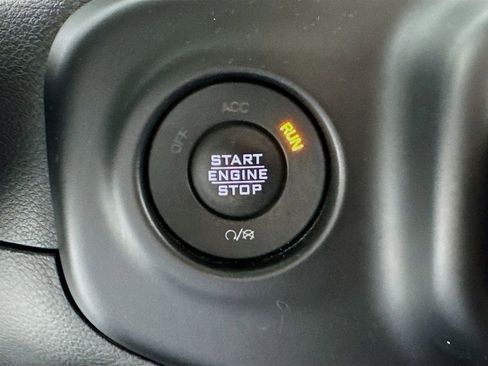 OFF
ACC
RUN
START
ENGINE
STOP